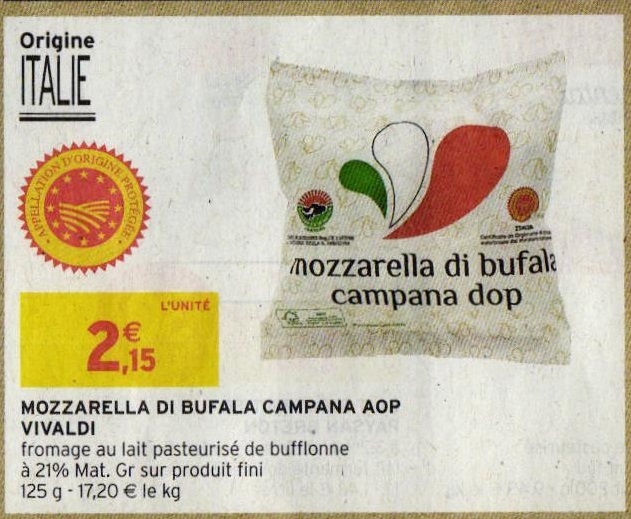 Origine
ITALIE
APPELLATION D'ORIGINE PROTÉGÉE
L'UNITÉ
2€,15
mozzarella di bufala
campana dop
MOZZARELLA DI BUFALA CAMPANA AOP
VIVALDI
fromage au lait pasteurisé de bufflonne
à 21% Mat. Gr sur produit fini
125 g - 17,20 € le kg